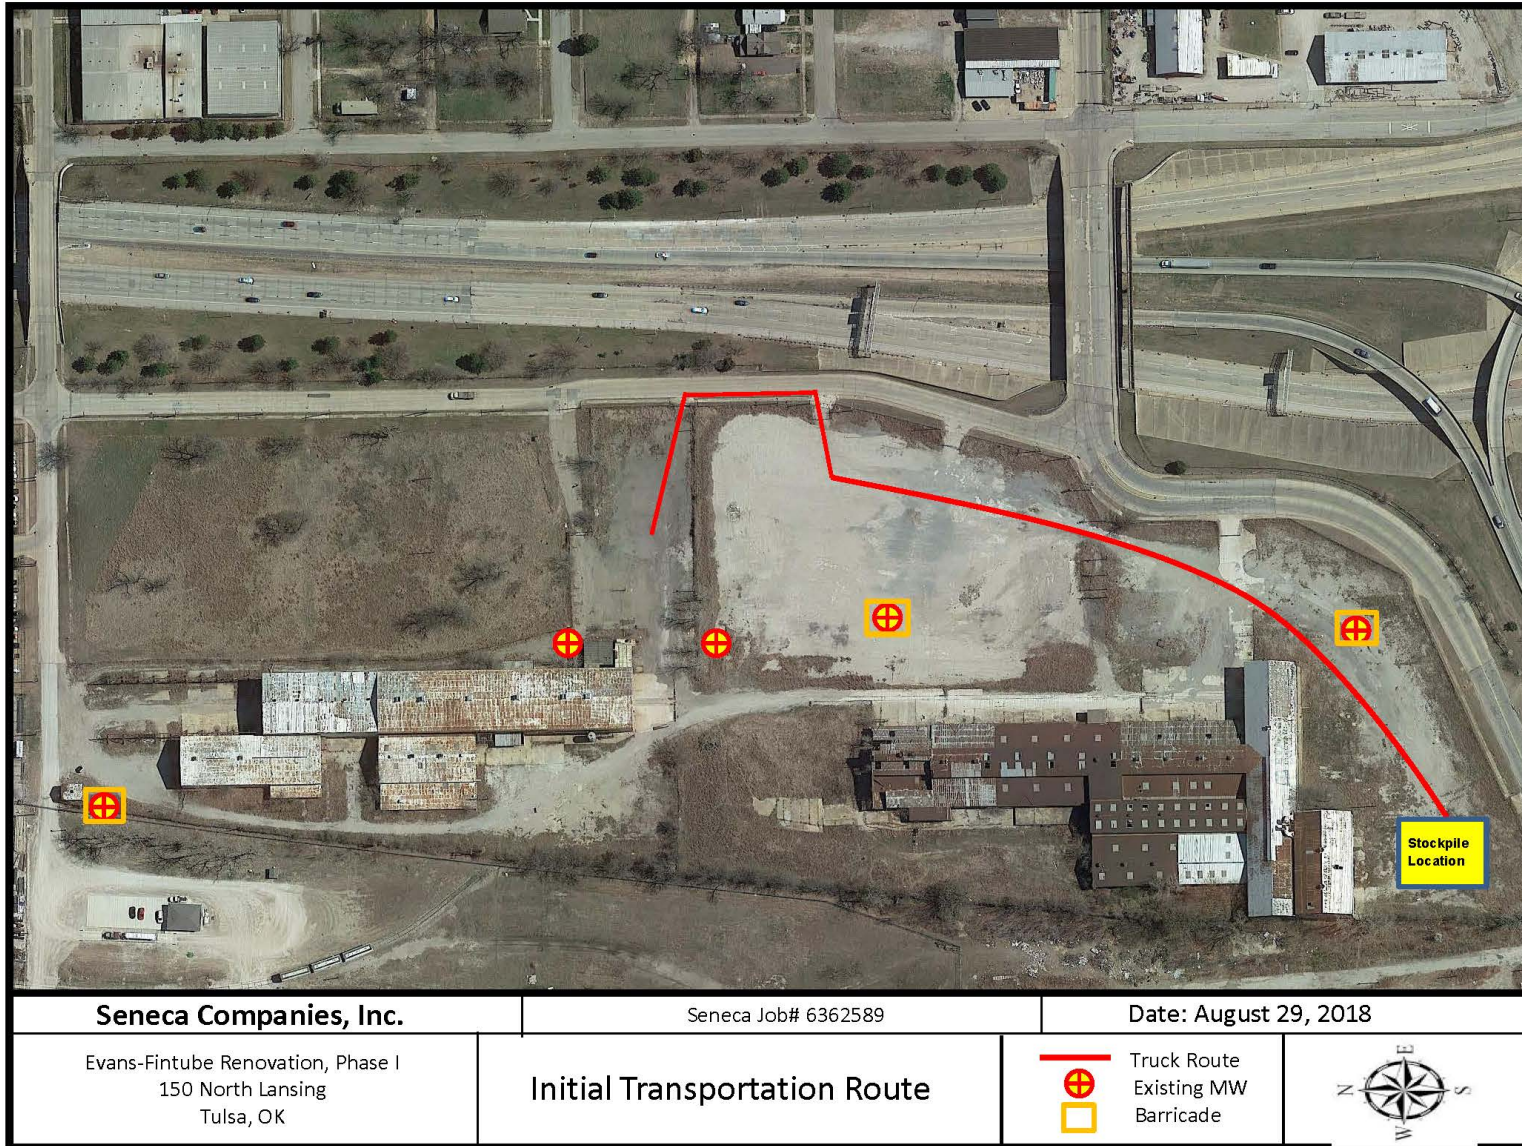 Stockpile
Location
Seneca Companies, Inc.
Seneca Job# 6362589
Date: August 29, 2018
Evans-Fintube Renovation, Phase I
150 North Lansing
Tulsa, OK
Initial Transportation Route
Truck Route
Existing MW
Barricade
E
N
S
W